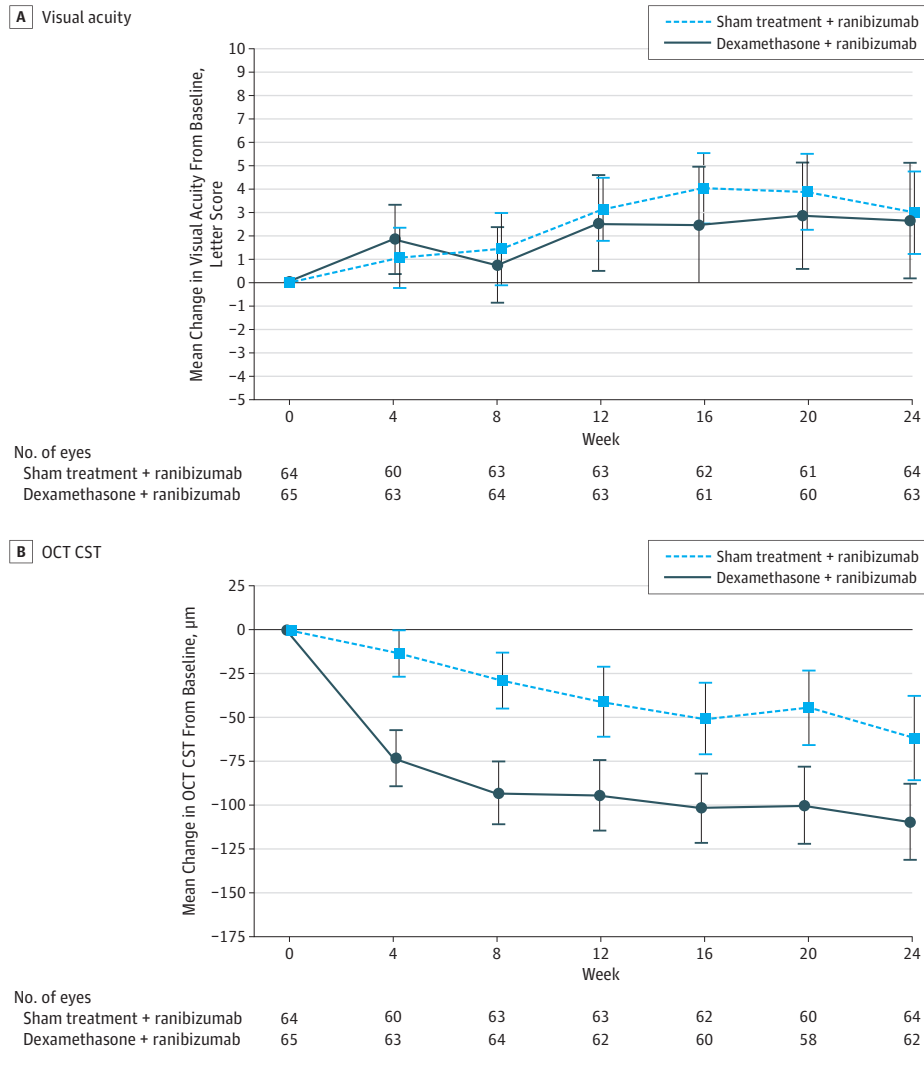 A Visual acuity
Sham treatment + ranibizumab
Dexamethasone + ranibizumab
Mean Change in Visual Acuity From Baseline,
Letter Score
10
9
8
7
6
5
4
3
2
1
0
−1
−2
−3
−4
−5
0 4 8 12 16 20 24
Week
No. of eyes
Sham treatment + ranibizumab 64 60 63 63 62 61 64
Dexamethasone + ranibizumab 65 63 64 63 61 60 63
B OCT CST
Sham treatment + ranibizumab
Dexamethasone + ranibizumab
Mean Change in OCT CST From Baseline, μm
25
0
−25
−50
−75
−100
−125
−150
−175
0 4 8 12 16 20 24
Week
No. of eyes
Sham treatment + ranibizumab 64 60 63 63 62 60 64
Dexamethasone + ranibizumab 65 63 64 62 60 58 62